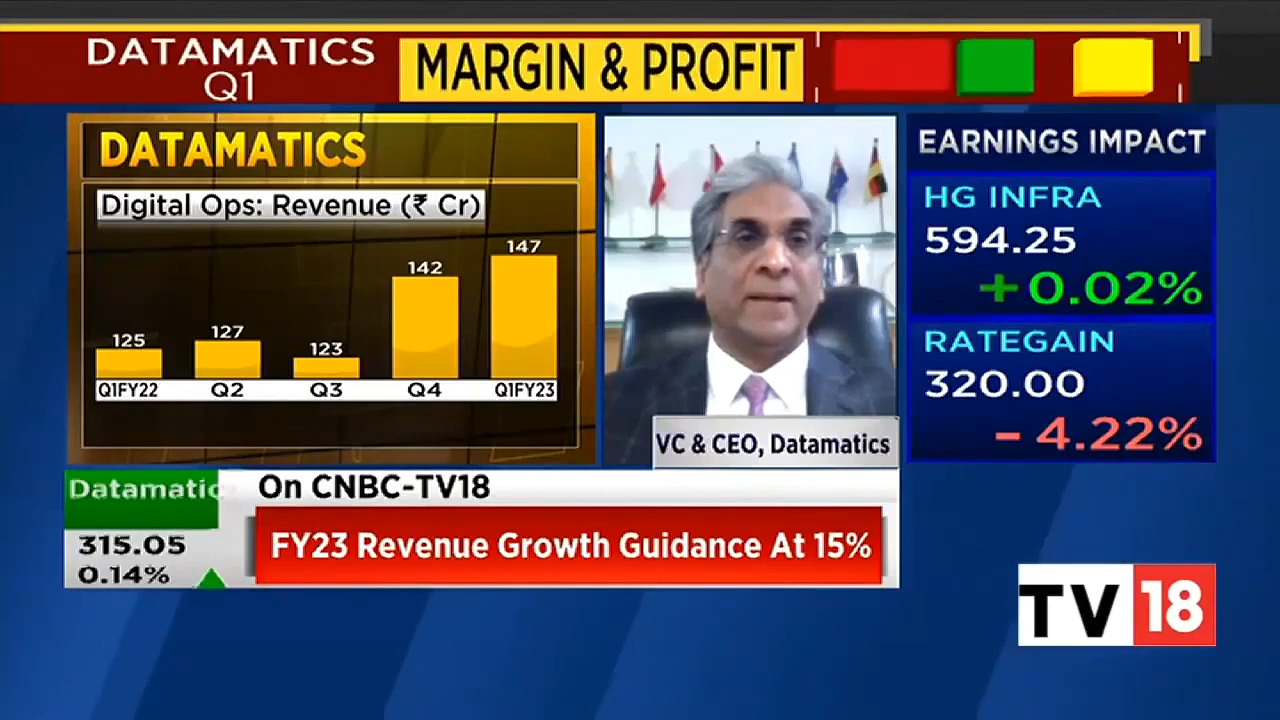 DATAMATICS
Q1
MARGIN & PROFIT
DATAMATICS
Digital Ops: Revenue (₹ Cr)
125
127
123
142
147
Q1FY22
Q2
Q3
Q4
Q1FY23
VC & CEO, Datamatics
EARNINGS IMPACT
HG INFRA
594.25
+0.02%
RATEGAIN
320.00
- 4.22%
Datamatic
315.05
0.14%
On CNBC-TV18
FY23 Revenue Growth Guidance At 15%
TV18